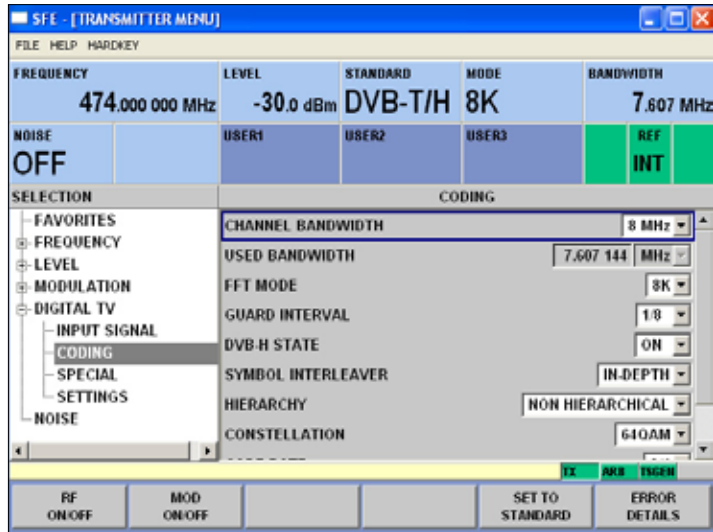 SFE - [TRANSMITTER MENU]
FILE HELP HARDKEY
FREQUENCY LEVEL STANDARD MODE BANDWIDTH
474.000 000 MHz -30.0 dBm DVB-T/H 8K 7.607 MHz
NOISE USER1 USER2 USER3 REF
OFF INT
SELECTION CODING
FAVORITES
FREQUENCY
LEVEL
MODULATION
DIGITAL TV
INPUT SIGNAL
CODING
SPECIAL
SETTINGS
NOISE
CHANNEL BANDWIDTH 8 MHz
USED BANDWIDTH 7.607 144 MHz
FFT MODE 8K
GUARD INTERVAL 1/8
DVB-H STATE ON
SYMBOL INTERLEAVER IN-DEPTH
HIERARCHY NON HIERARCHICAL
CONSTELLATION 64QAM
TX ARB TSGEN
RF ON/OFF
MOD ON/OFF
SET TO STANDARD
ERROR DETAILS